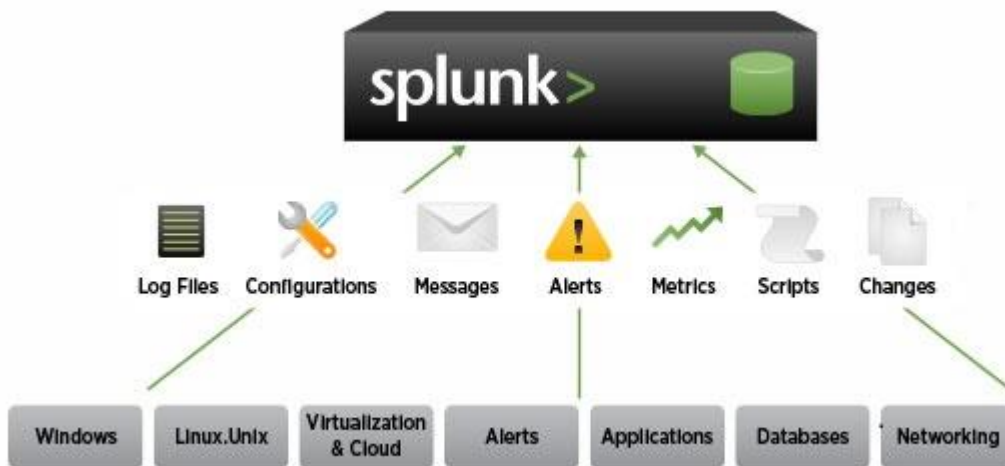 splunk>
!
Log Files
Configurations
Messages
Alerts
Metrics
Scripts
Changes
Windows
Linux.Unix
Virtualization
& Cloud
Alerts
Applications
Databases
Networking